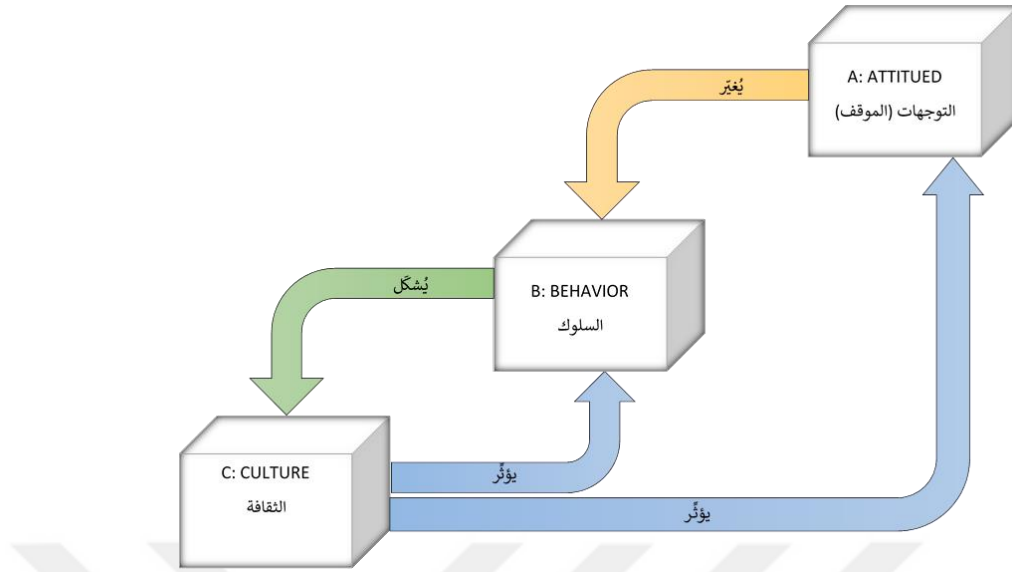 A: ATTITUED
التوجهات (الموقف)
يُغيّر
B: BEHAVIOR
السلوك
يُشكّل
C: CULTURE
الثقافة
يؤثّر
يؤثّر